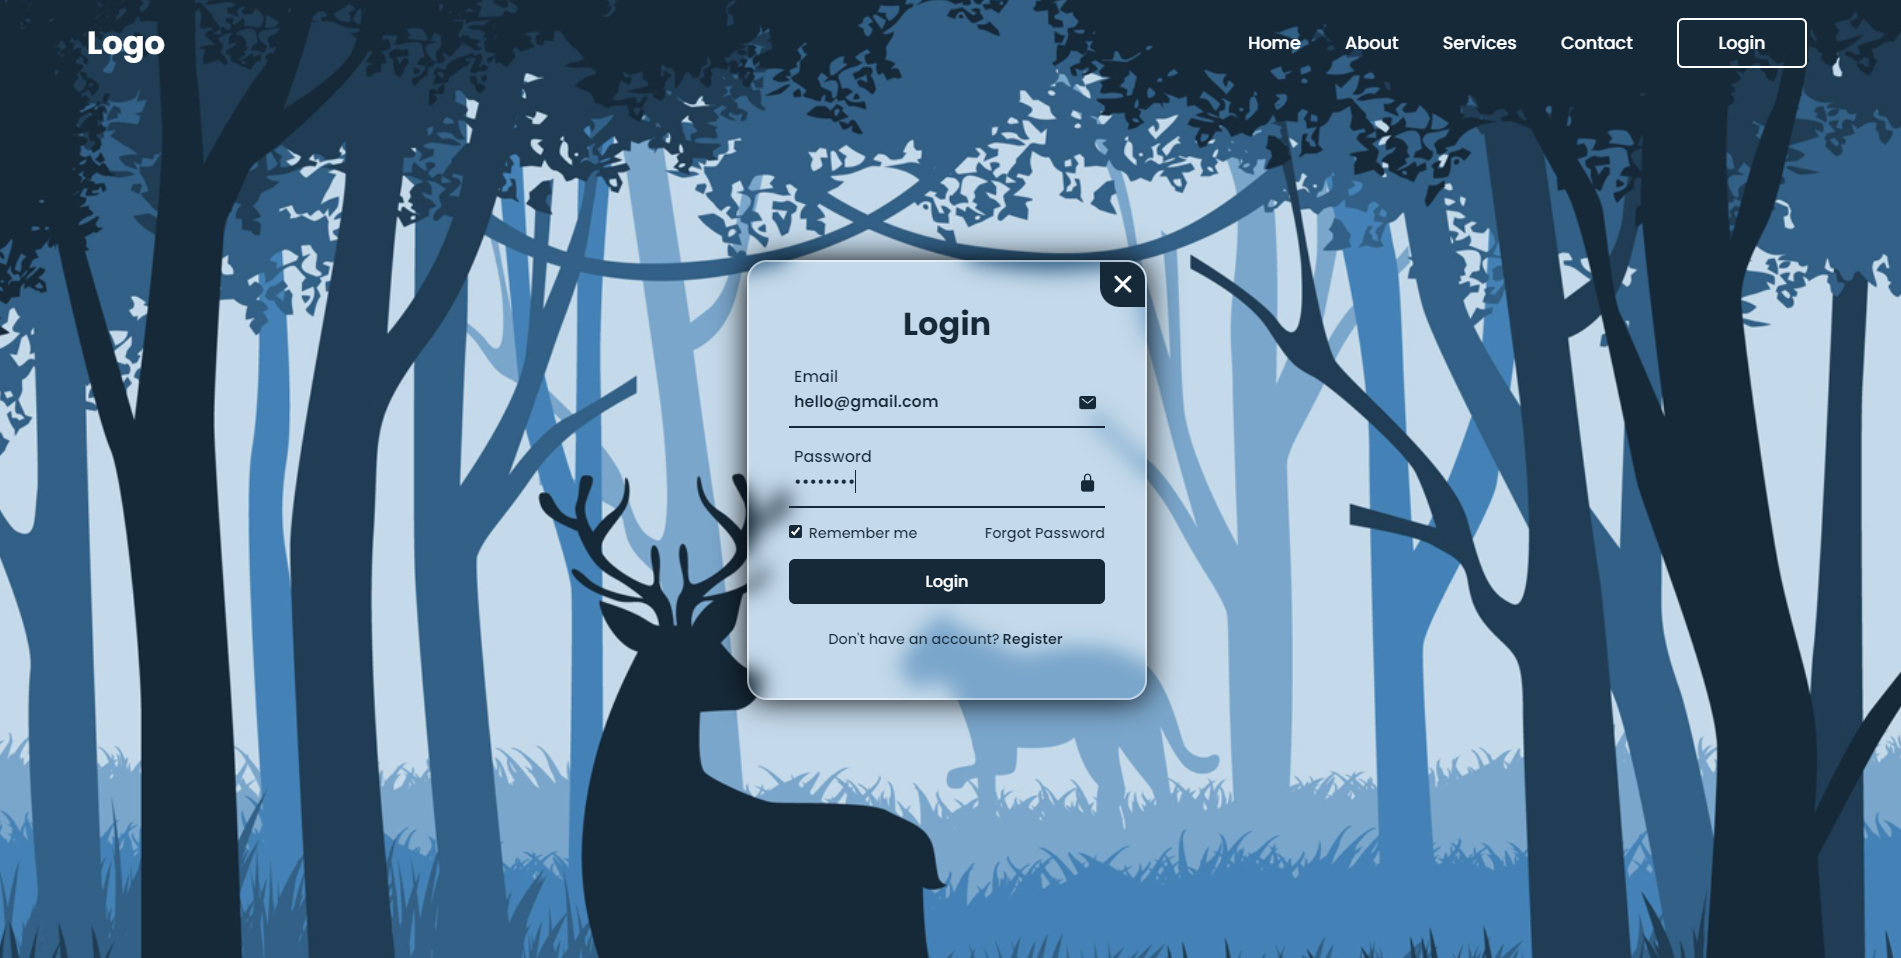 Logo
Home About Services Contact Login
Login
Email
hello@gmail.com
Password
••••••••
Remember me Forgot Password
Login
Don't have an account? Register